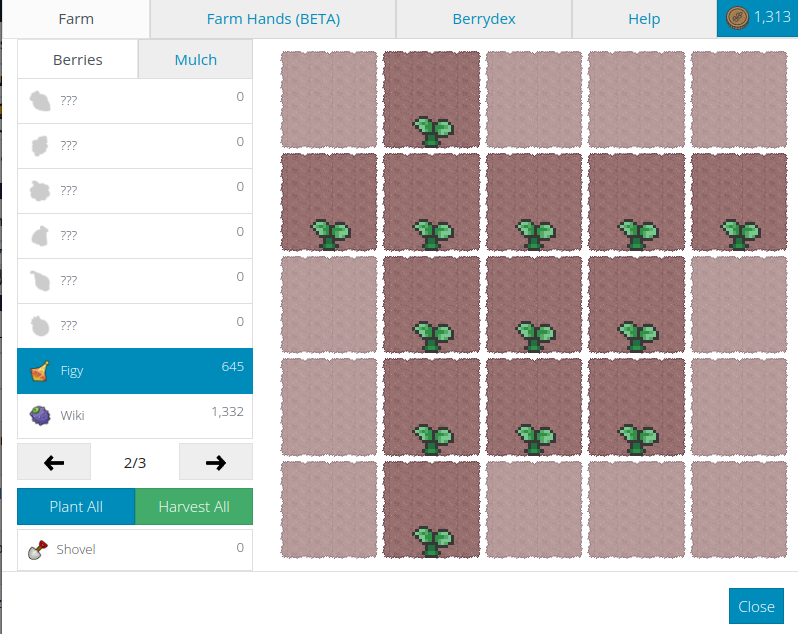 Farm
Farm Hands (BETA)
Berrydex
Help
1,313
Berries
Mulch
??? 0
??? 0
??? 0
??? 0
??? 0
??? 0
Figy 645
Wiki 1,332
2/3
Plant All
Harvest All
Shovel 0
Close